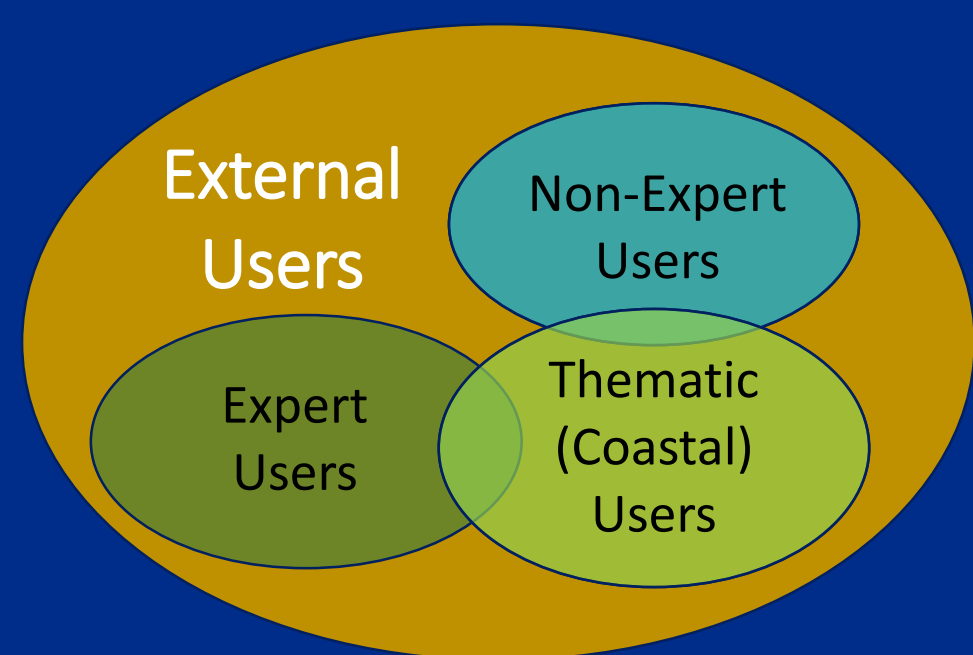 External
Users
Non-Expert
Users
Expert
Users
Thematic
(Coastal)
Users